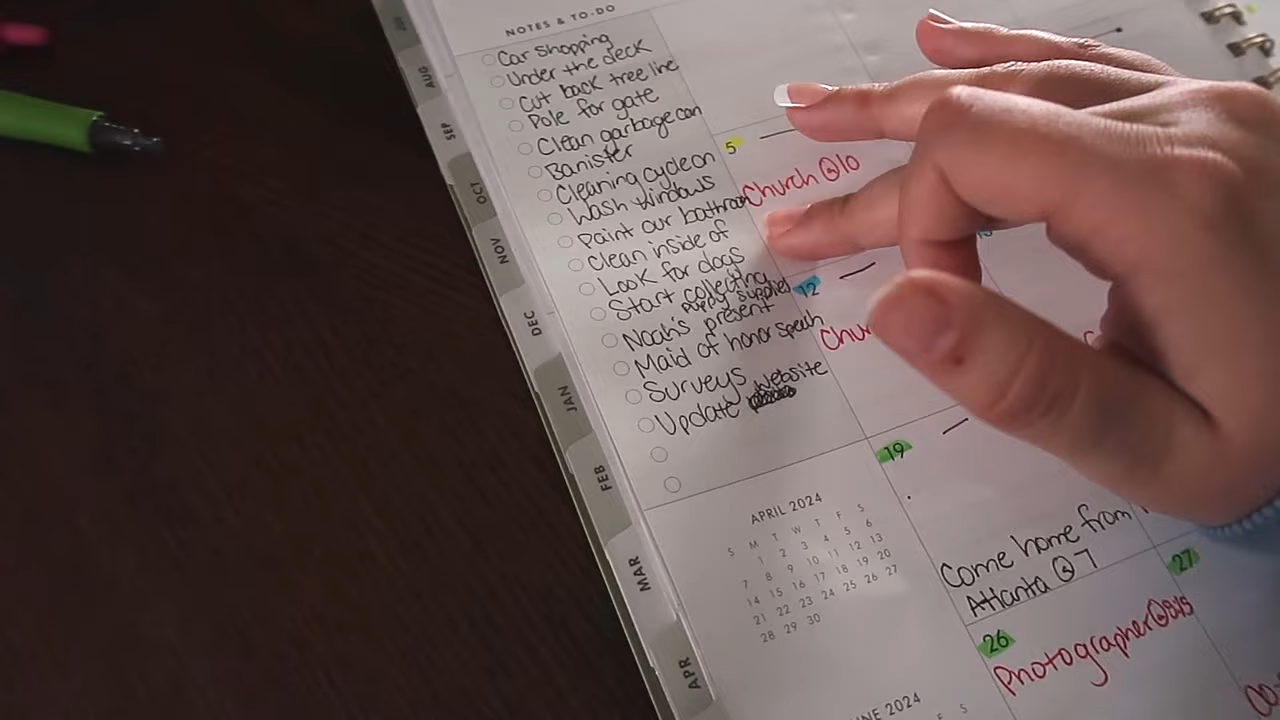 NOTES & TO-DO
Car Shopping
Under the deck
Cut back tree line
Pole for gate
Clean garbage can
Banister
Cleaning cycle on
Wash windows
Paint our bathroom
Clean inside of
Look for dogs
Start collecting
puppy supplies
Noah's present
Maid of honor speech
Surveys
Update website
AUG
SEP
OCT
NOV
DEC
JAN
FEB
MAR
APR
5
Church @10
12
19
Come home from
Atlanta @ 7
26
Photographer@
27
APRIL 2024
S M T W T F S
1 2 3 4 5 6
7 8 9 10 11 12 13
14 15 16 17 18 19 20
21 22 23 24 25 26 27
28 29 30
2024
F S